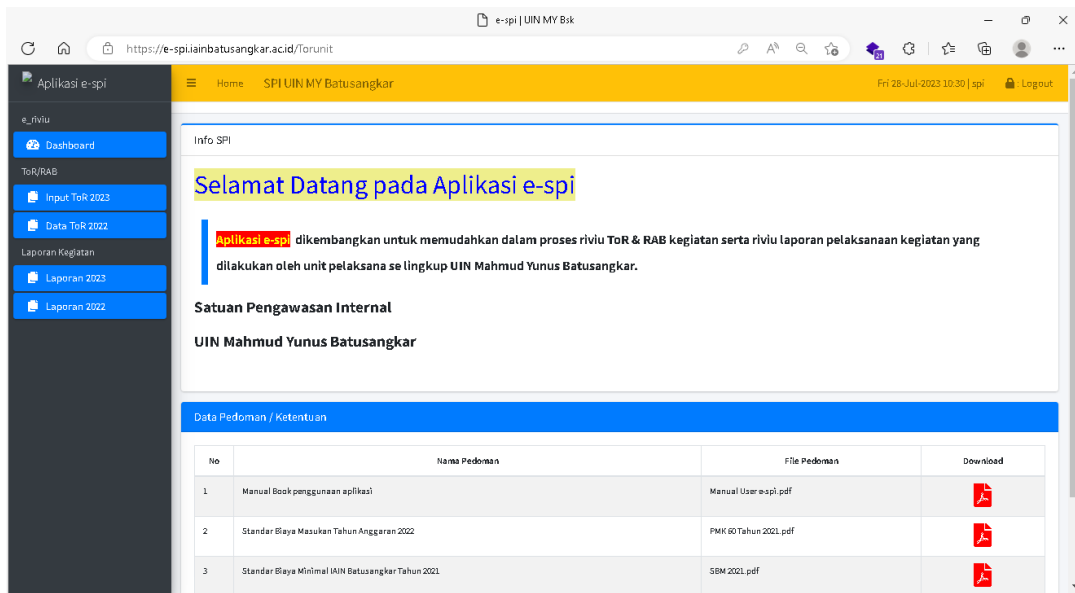 e-spi | UIN MY Bsk
https://e-spi.iainbatusangkar.ac.id/Torunit
21
Aplikasi e-spi
Home SPI UIN MY Batusangkar
Fri 28-Jul-2023 10:30 | spi : Logout
e_riviu
Dashboard
ToR/RAB
Input ToR 2023
Data ToR 2022
Laporan Kegiatan
Laporan 2023
Laporan 2022
Info SPI
Selamat Datang pada Aplikasi e-spi
Aplikasi e-spi dikembangkan untuk memudahkan dalam proses riviu ToR & RAB kegiatan serta riviu laporan pelaksanaan kegiatan yang
dilakukan oleh unit pelaksana se lingkup UIN Mahmud Yunus Batusangkar.
Satuan Pengawasan Internal
UIN Mahmud Yunus Batusangkar
Data Pedoman / Ketentuan
No Nama Pedoman File Pedoman Download
1 Manual Book penggunaan aplikasi Manual User e-spi.pdf
2 Standar Biaya Masukan Tahun Anggaran 2022 PMK 60 Tahun 2021.pdf
3 Standar Biaya Minimal IAIN Batusangkar Tahun 2021 SBM 2021.pdf